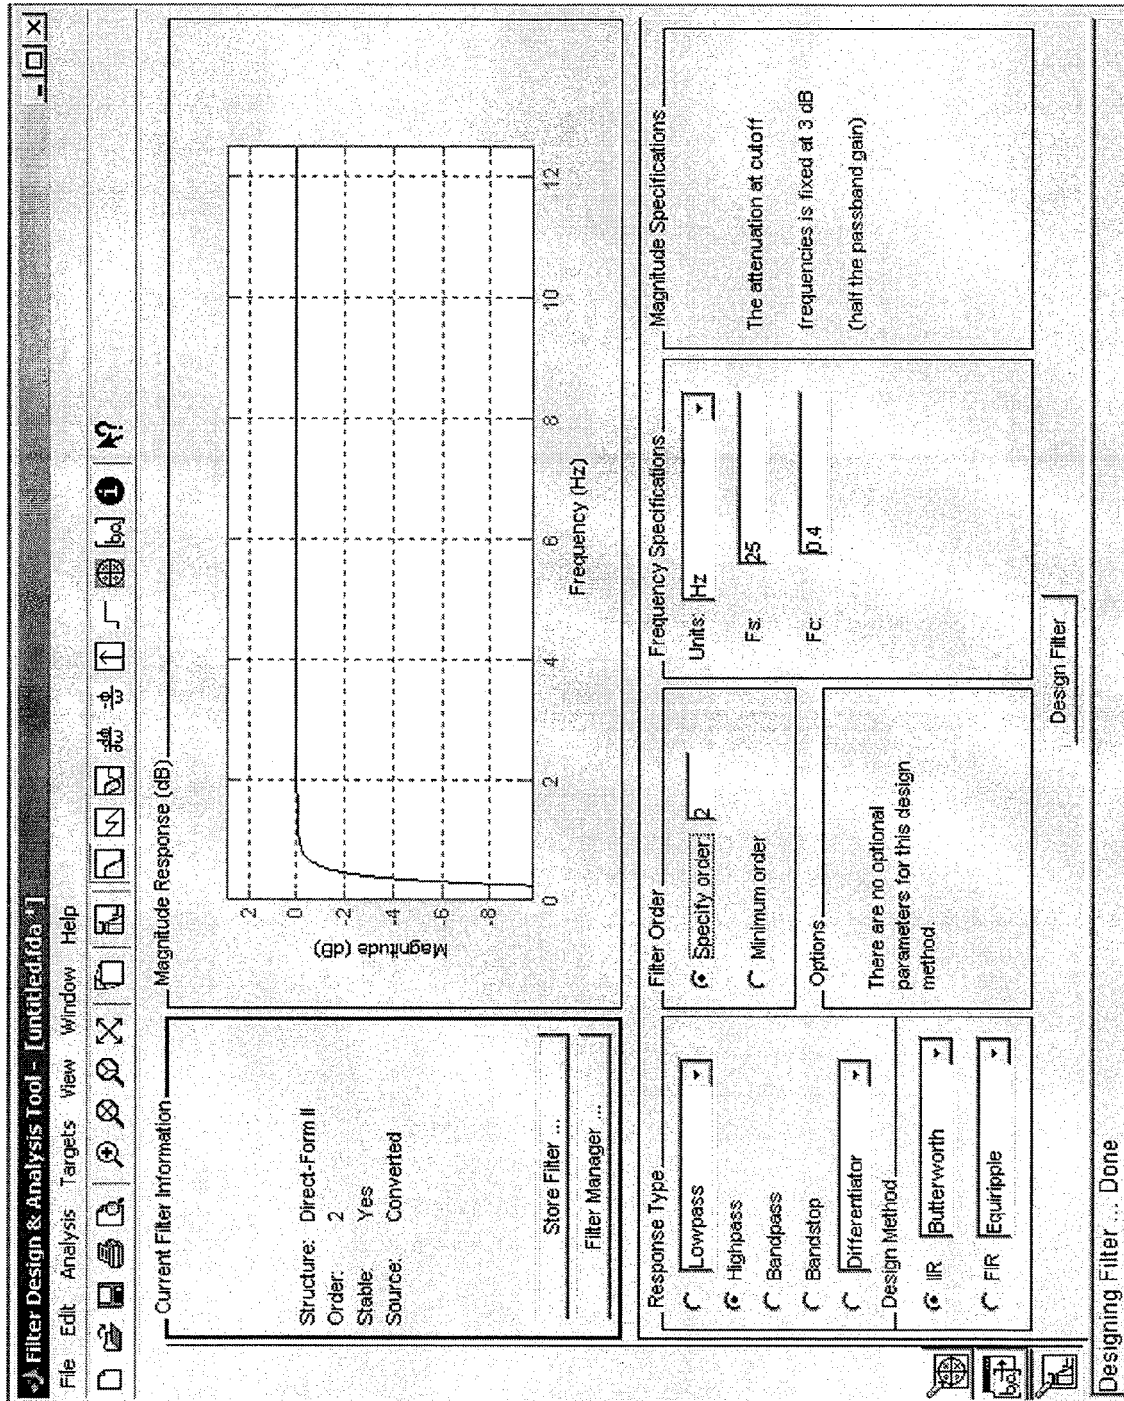 Filter Design & Analysis Tool - [untitled.fda *]
File Edit Analysis Targets View Window Help
Current Filter Information
Structure: Direct-Form II
Order: 2
Stable: Yes
Source: Converted
Store Filter ...
Filter Manager ...
Magnitude Response (dB)
Magnitude (dB)
2
0
-2
-4
-6
-8
0
2
4
6
8
10
12
Frequency (Hz)
Response Type
Lowpass
Highpass
Bandpass
Bandstop
Differentiator
Design Method
IIR Butterworth
FIR Equiripple
Filter Order
Specify order: 2
Minimum order
Options
There are no optional
parameters for this design
method.
Frequency Specifications
Units: Hz
Fs: 25
Fc: 0.4
Magnitude Specifications
The attenuation at cutoff
frequencies is fixed at 3 dB
(half the passband gain)
Design Filter
Designing Filter ... Done